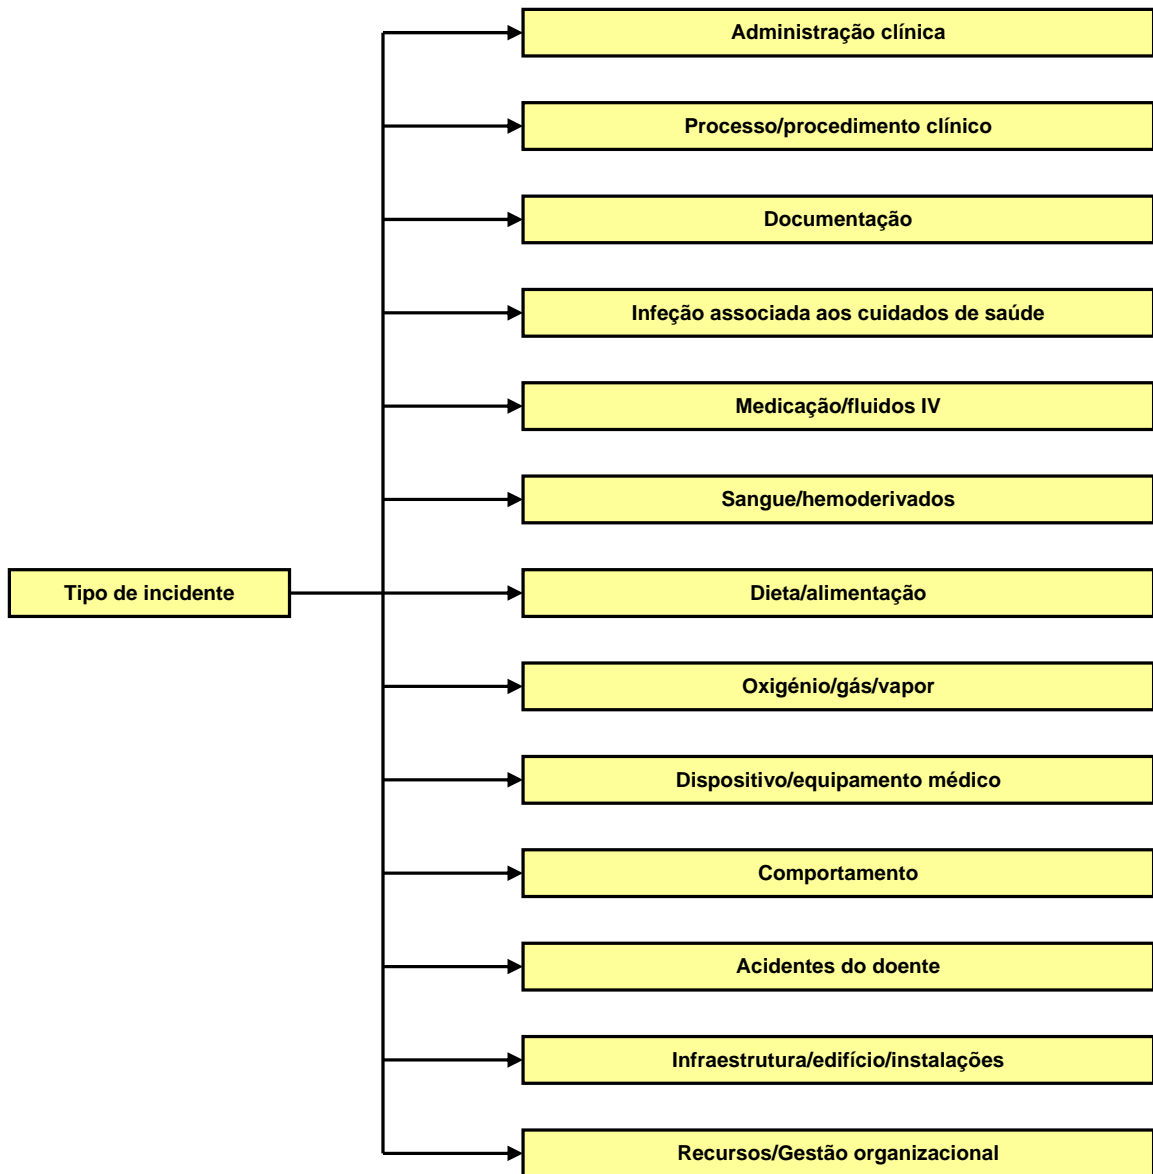 Administração clínica
Processo/procedimento clínico
Documentação
Infeção associada aos cuidados de saúde
Medicação/fluidos IV
Sangue/hemoderivados
Tipo de incidente
Dieta/alimentação
Oxigénio/gás/vapor
Dispositivo/equipamento médico
Comportamento
Acidentes do doente
Infraestrutura/edifício/instalações
Recursos/Gestão organizacional